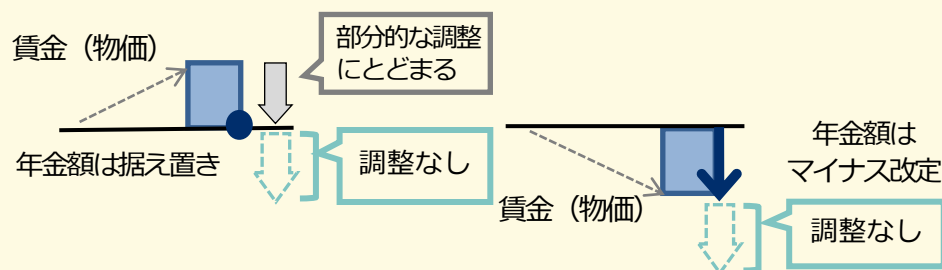 賃金（物価）
部分的な調整
にとどまる
年金額は据え置き
調整なし
年金額は
マイナス改定
賃金（物価）
調整なし